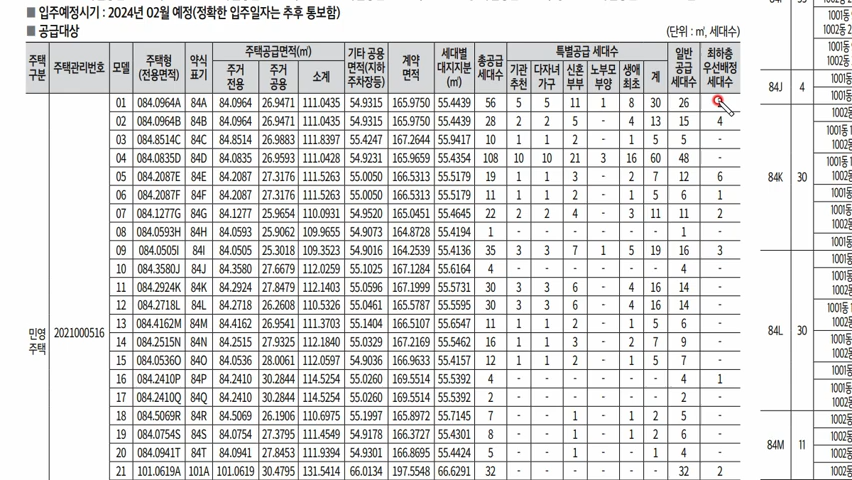 ■ 입주예정시기 : 2024년 02월 예정(정확한 입주일자는 추후 통보함)
■ 공급대상
(단위 : ㎡, 세대수)
주택구분 주택관리번호 모델 주택형(전용면적) 약식표기 주택공급면적(㎡) 주거전용 주거공용 소계 기타 공용면적(지하주차장등) 계약면적 세대별대지지분(㎡) 총공급세대수 특별공급 세대수 기관추천 다자녀가구 신혼부부 노부모부양 생애최초 계 일반공급세대수 최하층우선배정세대수
민영주택 2021000516
01 084.0964A 84A 84.0964 26.9471 111.0435 54.9315 165.9750 55.4439 56 5 5 11 1 8 30 26
02 084.0964B 84B 84.0964 26.9471 111.0435 54.9315 165.9750 55.4439 28 2 2 5 - 4 13 15 4
03 084.8514C 84C 84.8514 26.9883 111.8397 55.4247 167.2644 55.9417 10 1 1 2 - 1 5 5 -
04 084.0835D 84D 84.0835 26.9593 111.0428 54.9231 165.9659 55.4354 108 10 10 21 3 16 60 48 -
05 084.2087E 84E 84.2087 27.3176 111.5263 55.0050 166.5313 55.5179 19 1 1 3 - 2 7 12 6
06 084.2087F 84F 84.2087 27.3176 111.5263 55.0050 166.5313 55.5179 11 1 1 2 - 1 5 6 1
07 084.1277G 84G 84.1277 25.9654 110.0931 54.9520 165.0451 55.4645 22 2 2 4 - 3 11 11 2
08 084.0593H 84H 84.0593 25.9062 109.9655 54.9073 164.8728 55.4194 1 - - - - - - 1 -
09 084.0505I 84I 84.0505 25.3018 109.3523 54.9016 164.2539 55.4136 35 3 3 7 1 5 19 16 3
10 084.3580J 84J 84.3580 27.6679 112.0259 55.1025 167.1284 55.6164 4 - - - - - - 4 -
11 084.2924K 84K 84.2924 27.8479 112.1403 55.0596 167.1999 55.5731 30 3 3 6 - 4 16 14 -
12 084.2718L 84L 84.2718 26.2608 110.5326 55.0461 165.5787 55.5595 30 3 3 6 - 4 16 14 -
13 084.4162M 84M 84.4162 26.9541 111.3703 55.1404 166.5107 55.6547 11 1 1 2 - 1 5 6 -
14 084.2515N 84N 84.2515 27.9325 112.1840 55.0329 167.2169 55.5462 16 1 1 3 - 2 7 9 -
15 084.0536O 84O 84.0536 28.0061 112.0597 54.9036 166.9633 55.4157 12 1 1 2 - 1 5 7 -
16 084.2410P 84P 84.2410 30.2844 114.5254 55.0260 169.5514 55.5392 4 - - - - - - 4 1
17 084.2410Q 84Q 84.2410 30.2844 114.5254 55.0260 169.5514 55.5392 2 - - - - - - 2 -
18 084.5069R 84R 84.5069 26.1906 110.6975 55.1997 165.8972 55.7145 7 - - 1 - 1 2 5 -
19 084.0754S 84S 84.0754 27.3795 111.4549 54.9178 166.3727 55.4301 8 - - 1 - 1 2 6 -
20 084.0941T 84T 84.0941 27.8453 111.9394 54.9301 166.8695 55.4424 5 - - 1 - - 1 4 -
21 101.0619A 101A 101.0619 30.4795 131.5414 66.0134 197.5548 66.6291 32 - - - - - - 32 2
84J 4
84K 30
84L 30
84M 11